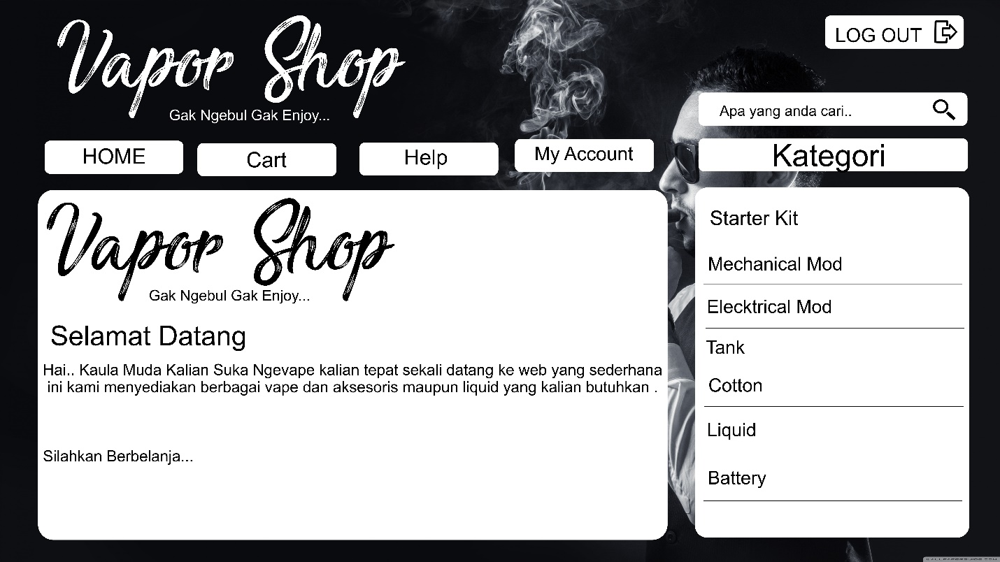 Vapor Shop
Gak Ngebul Gak Enjoy...
LOG OUT
Apa yang anda cari..
HOME
Cart
Help
My Account
Kategori
Vapor Shop
Gak Ngebul Gak Enjoy...
Selamat Datang
Hai.. Kaula Muda Kalian Suka Ngevape kalian tepat sekali datang ke web yang sederhana
ini kami menyediakan berbagai vape dan aksesoris maupun liquid yang kalian butuhkan .
Silahkan Berbelanja...
Starter Kit
Mechanical Mod
Elecktrical Mod
Tank
Cotton
Liquid
Battery